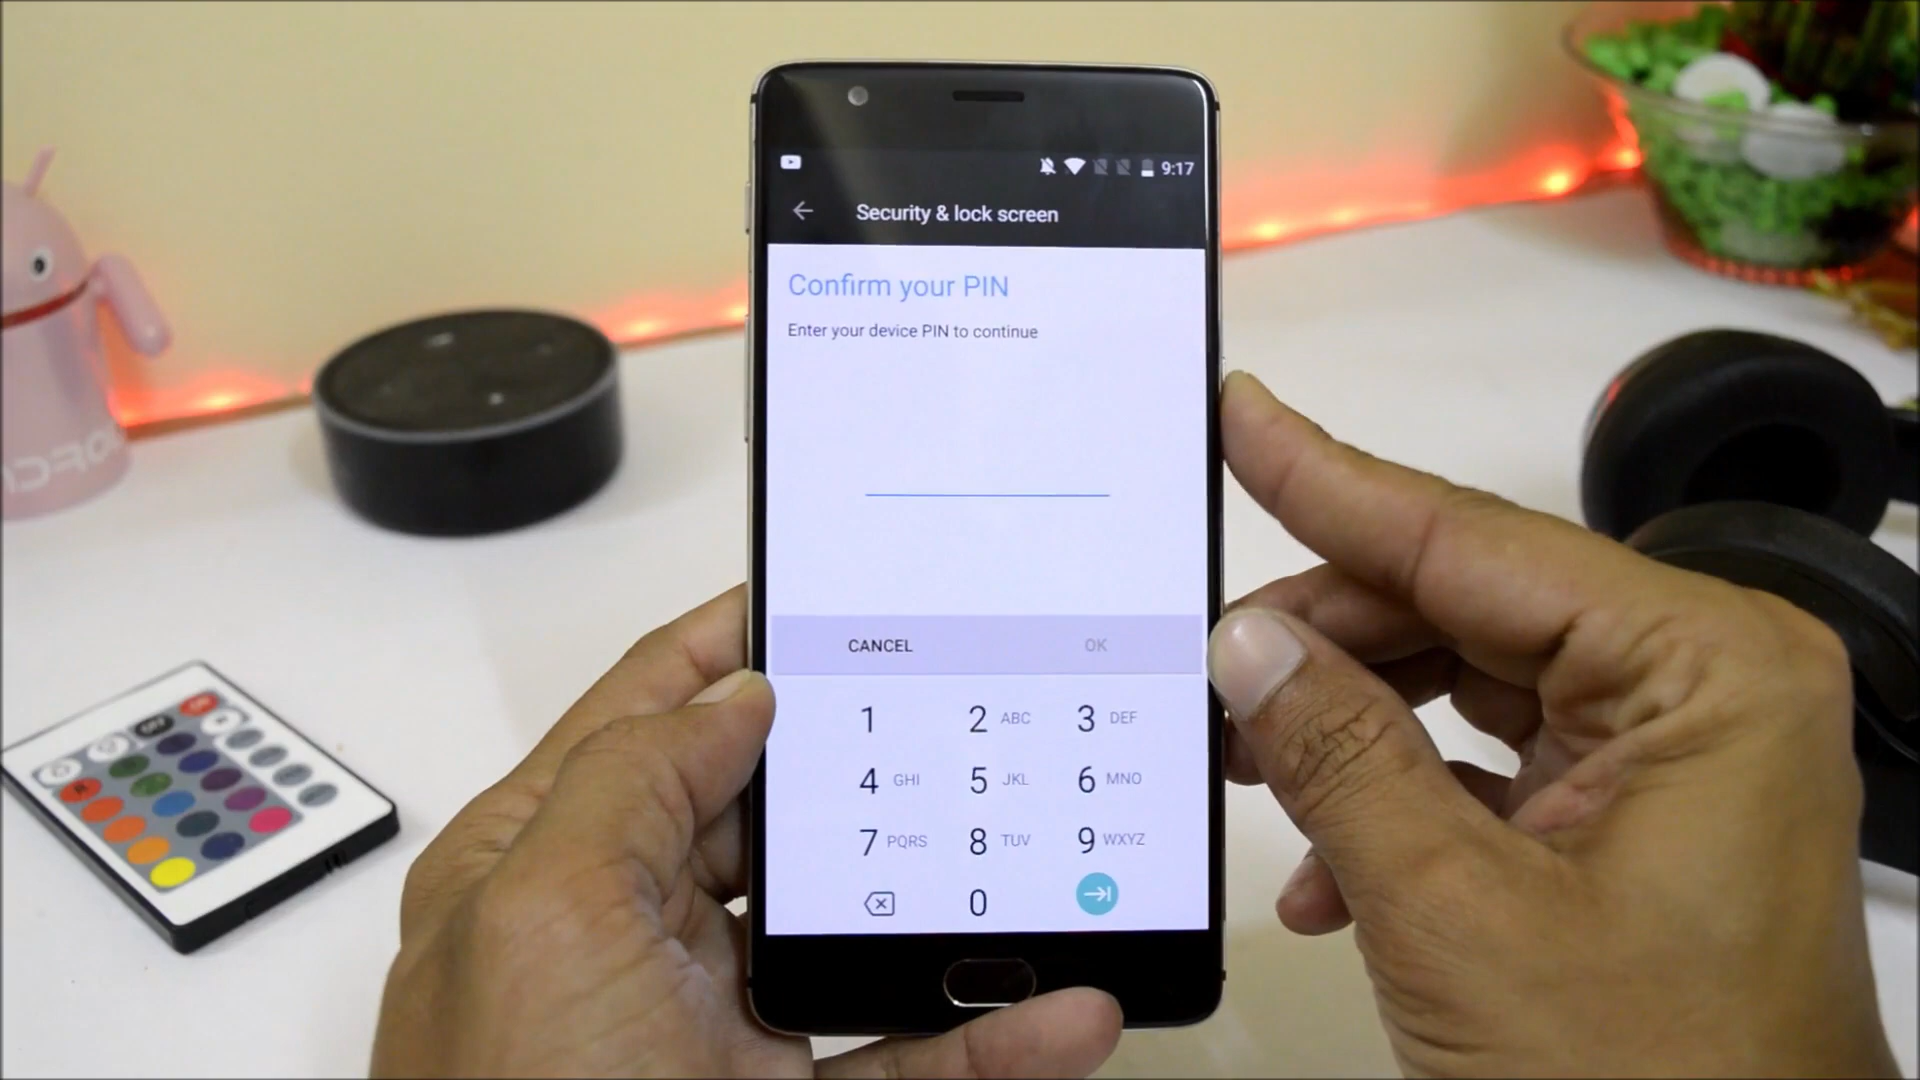 9:17
Security & lock screen
Confirm your PIN
Enter your device PIN to continue
CANCEL OK
1 2 ABC 3 DEF
4 GHI 5 JKL 6 MNO
7 PQRS 8 TUV 9 WXYZ
0
OFF